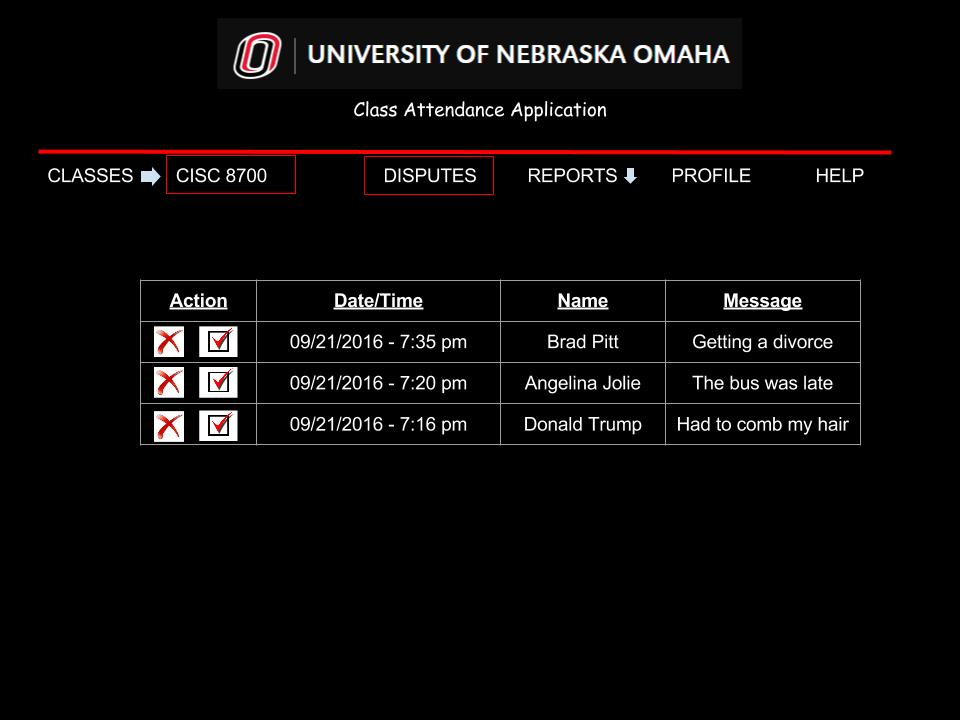 UNIVERSITY OF NEBRASKA OMAHA
Class Attendance Application
CLASSES CISC 8700 DISPUTES REPORTS PROFILE HELP
Action Date/Time Name Message
09/21/2016 - 7:35 pm Brad Pitt Getting a divorce
09/21/2016 - 7:20 pm Angelina Jolie The bus was late
09/21/2016 - 7:16 pm Donald Trump Had to comb my hair